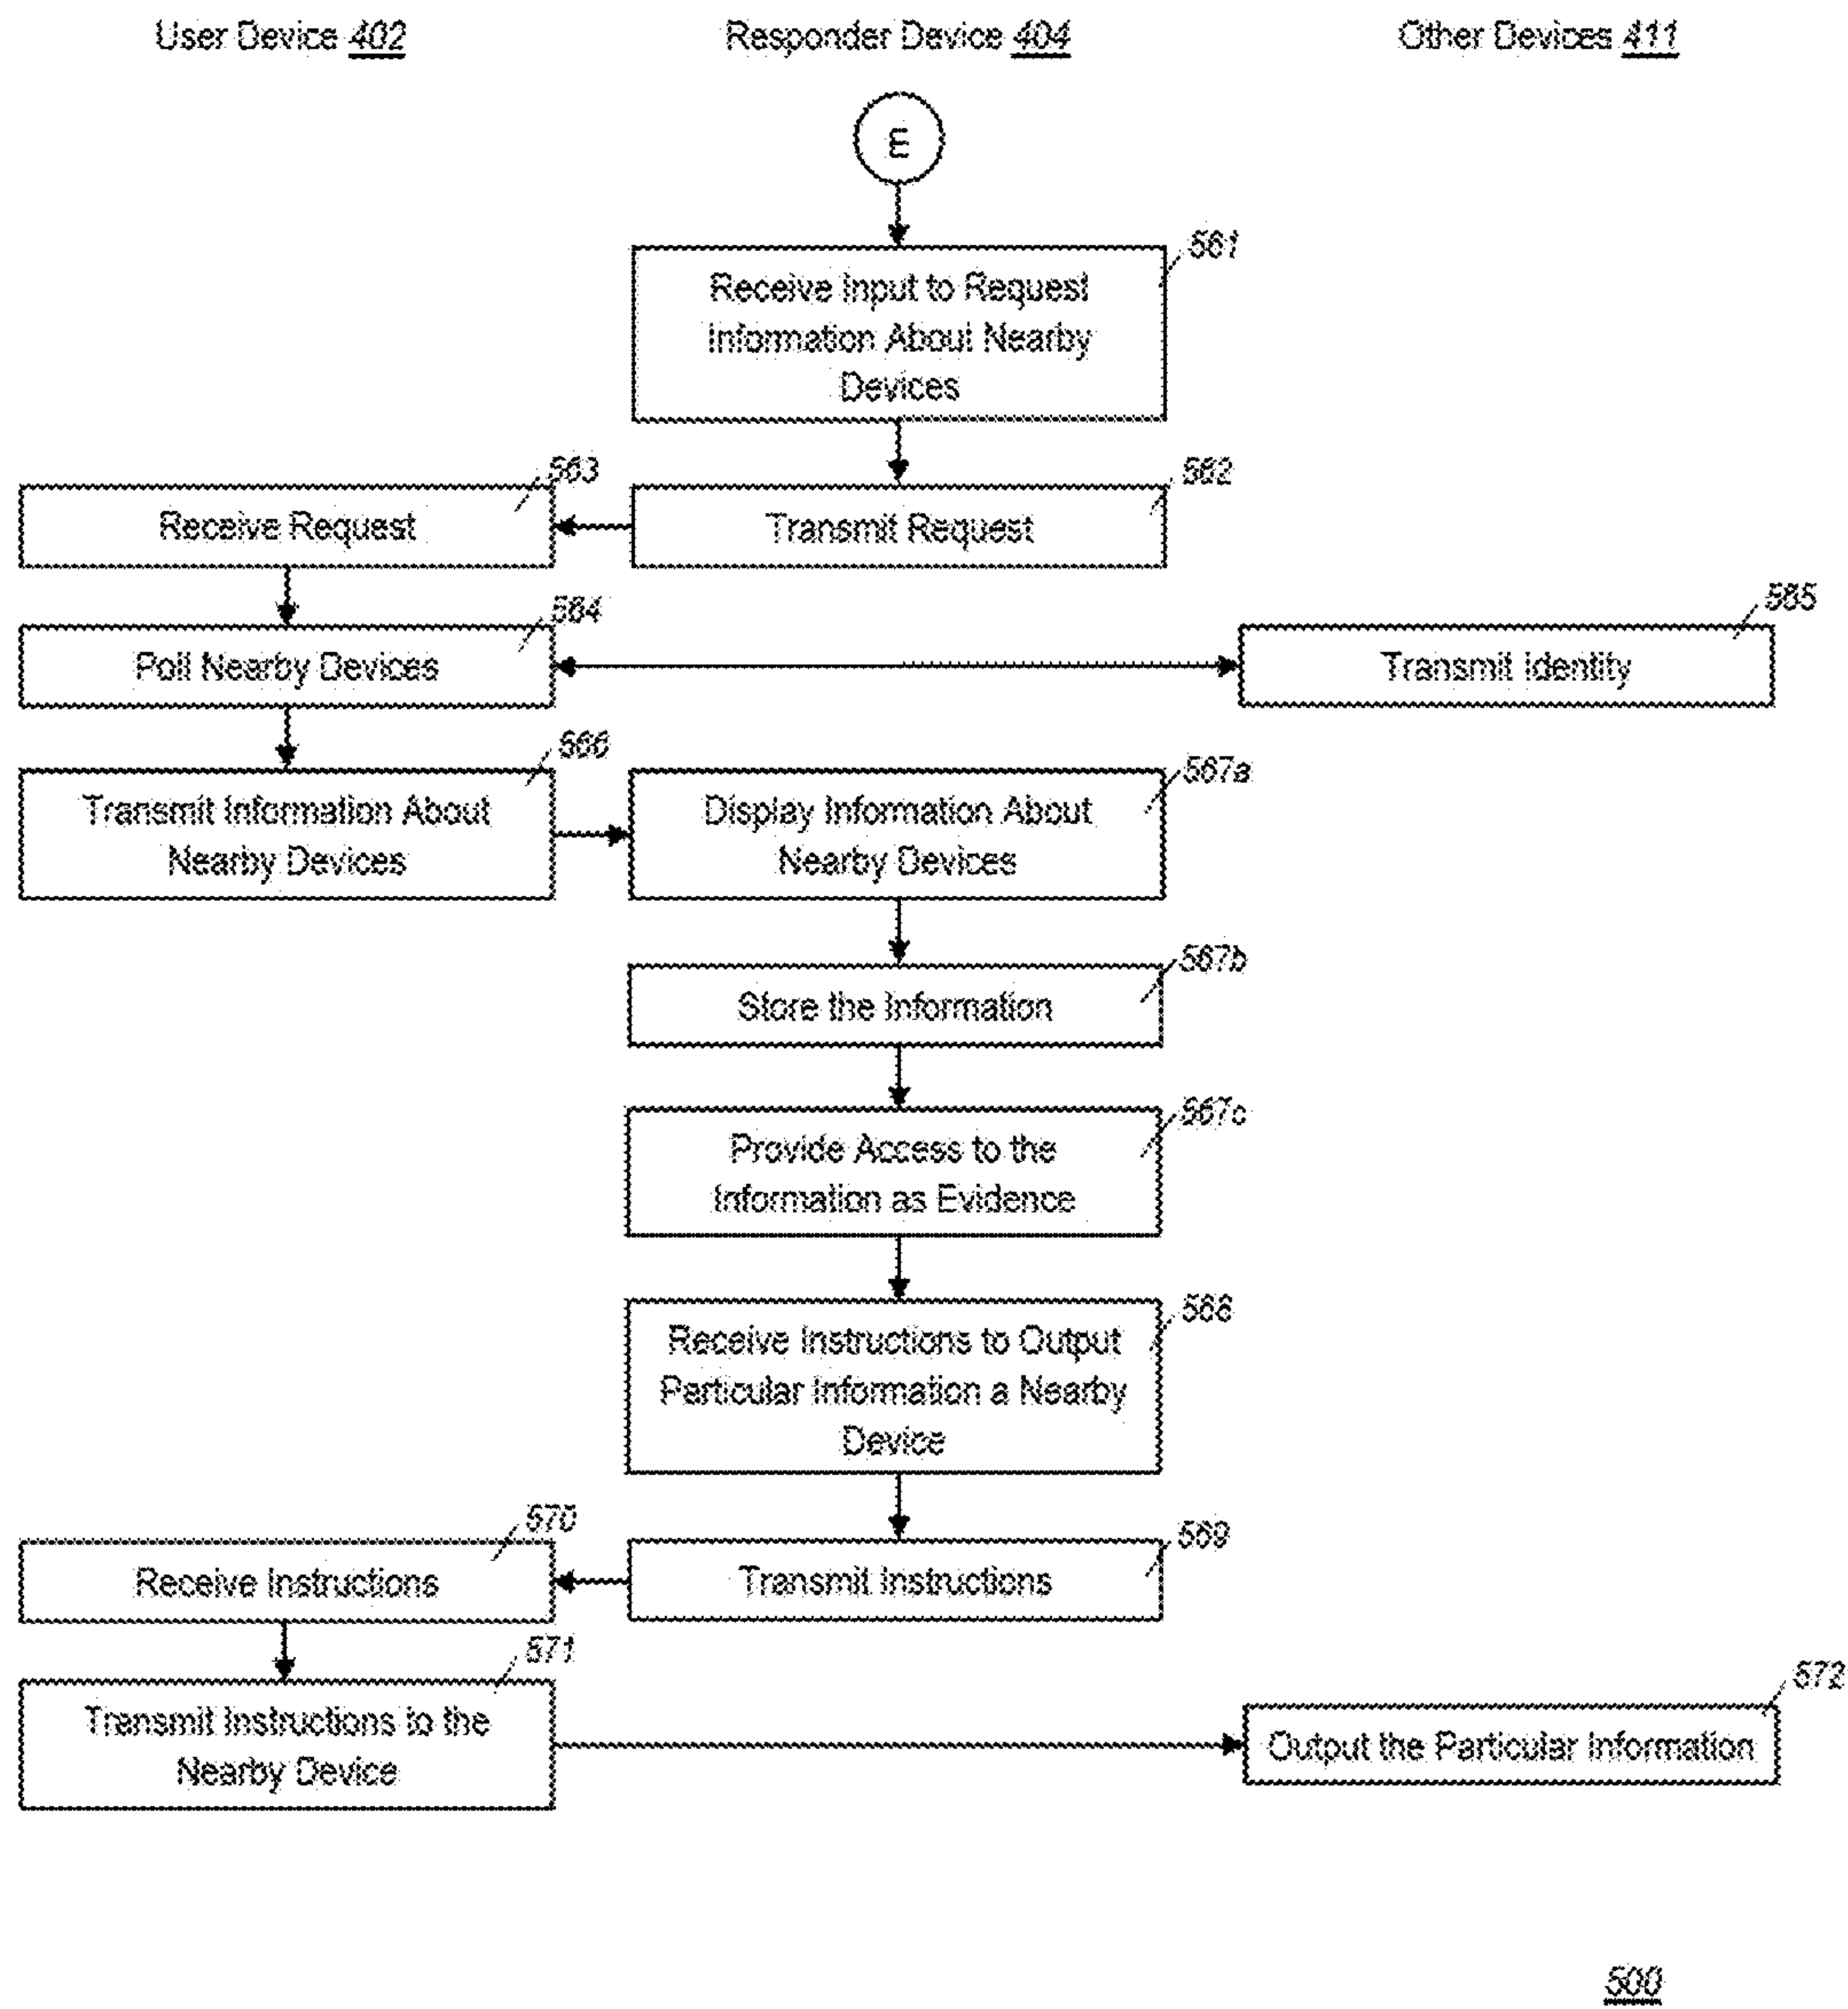 User Device 402
Responder Device 404
Other Devices 411
E
561
Receive Input to Request
Information About Nearby
Devices
563
562
Receive Request
Transmit Request
564
565
Poll Nearby Devices
Transmit Identity
566
567a
Transmit Information About
Nearby Devices
Display Information About
Nearby Devices
567b
Store the Information
567c
Provide Access to the
Information as Evidence
568
Receive Instructions to Output
Particular Information a Nearby
Device
570
569
Receive Instructions
Transmit Instructions
571
572
Transmit Instructions to the
Nearby Device
Output the Particular Information
500